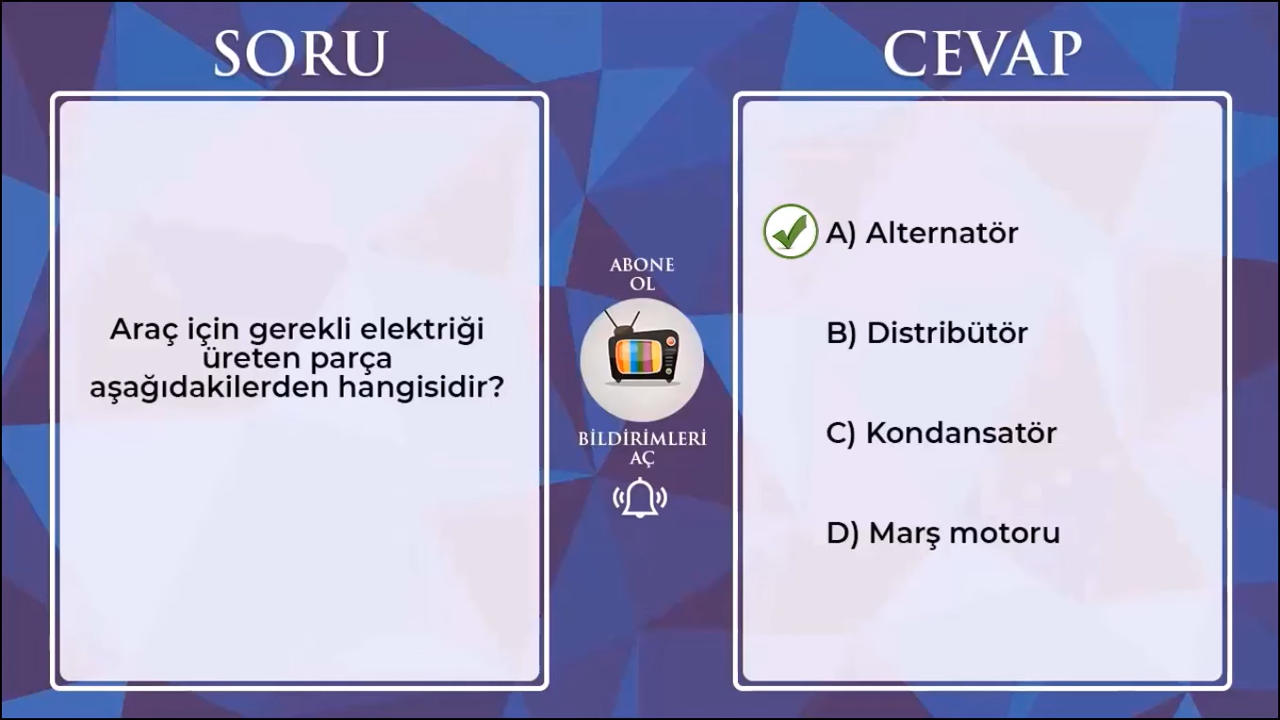 SORU
Araç için gerekli elektriği
üreten parça
aşağıdakilerden hangisidir?
ABONE
OL
BİLDİRİMLERİ
AÇ
CEVAP
A) Alternatör
B) Distribütör
C) Kondansatör
D) Marş motoru